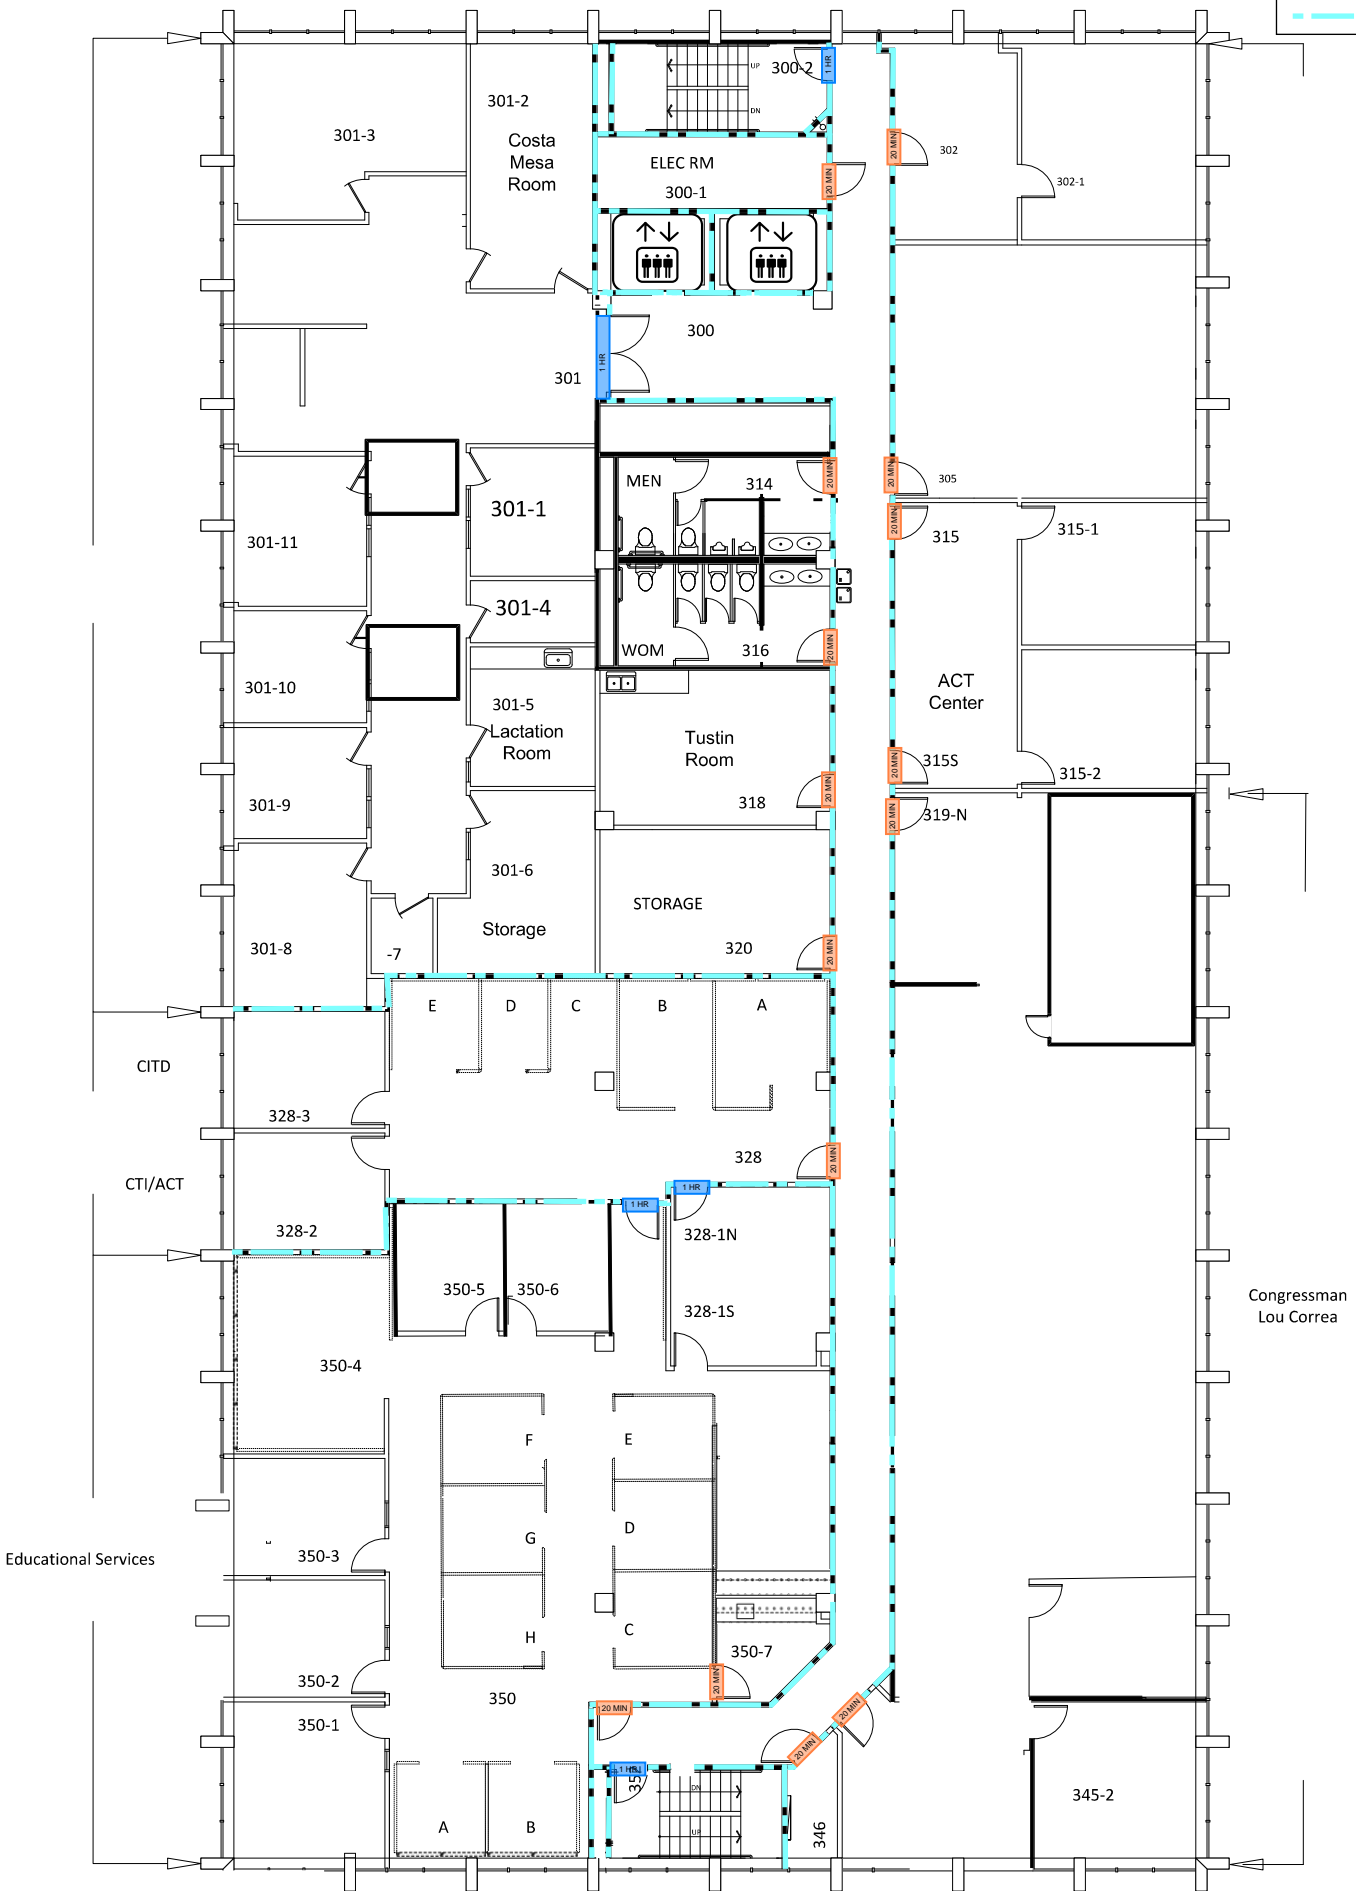 300-2
1 HR
UP
DN
301-2
Costa
Mesa
Room
301-3
ELEC RM
300-1
20 MIN
20 MIN
302
302-1
300
301
1 HR
MEN
314
20 MIN
20 MIN
305
301-1
301-11
20 MIN
315
315-1
301-4
WOM
316
20 MIN
301-10
301-5
Lactation
Room
Tustin
Room
318
20 MIN
ACT
Center
20 MIN
315S
315-2
301-9
20 MIN
319-N
301-6
Storage
STORAGE
320
20 MIN
301-8
-7
E
D
C
B
A
CITD
328-3
328
20 MIN
CTI/ACT
328-2
1 HR
1 HR
328-1N
350-5
350-6
328-1S
Congressman
Lou Correa
350-4
F
E
G
D
Educational Services
350-3
H
C
350-7
20 MIN
350-2
350
350-1
20 MIN
20 MIN
20 MIN
1 HR
35
DN
UP
A
B
346
345-2